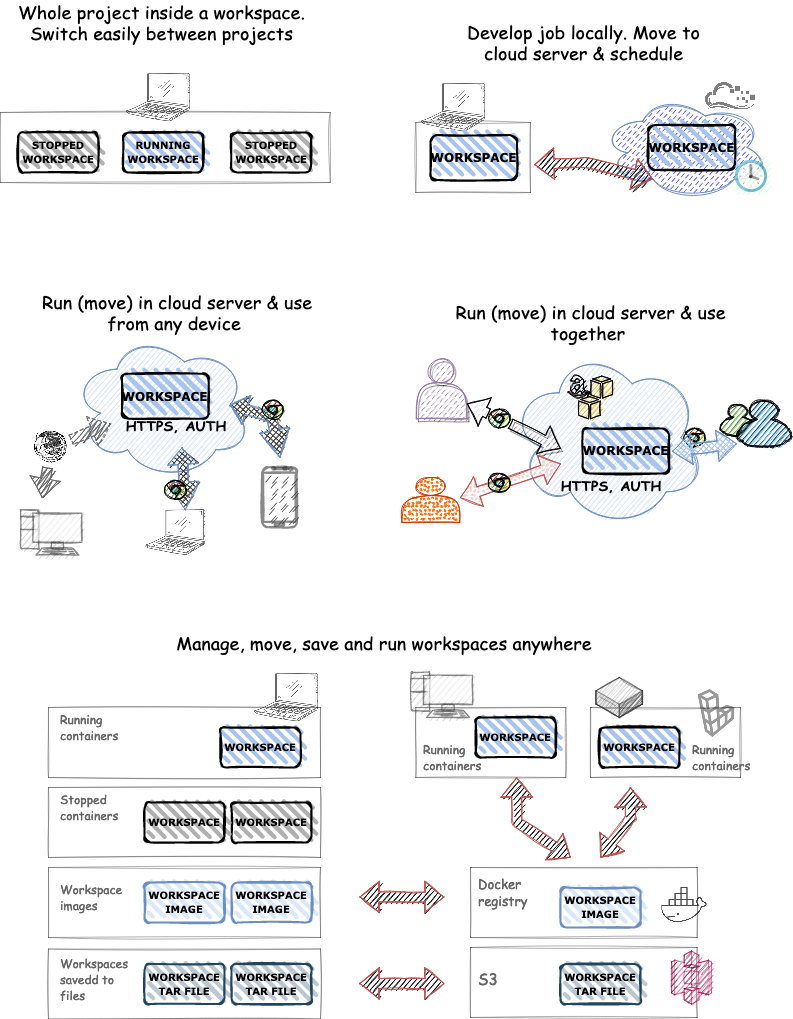 Whole project inside a workspace.
Switch easily between projects
STOPPED
WORKSPACE
RUNNING
WORKSPACE
STOPPED
WORKSPACE
Develop job locally. Move to
cloud server & schedule
WORKSPACE
WORKSPACE
Run (move) in cloud server & use
from any device
WORKSPACE
HTTPS, AUTH
Run (move) in cloud server & use
together
WORKSPACE
HTTPS, AUTH
Manage, move, save and run workspaces anywhere
Running
containers
WORKSPACE
Stopped
containers
WORKSPACE
WORKSPACE
Workspace
images
WORKSPACE
IMAGE
WORKSPACE
IMAGE
Workspaces
savedd to
files
WORKSPACE
TAR FILE
WORKSPACE
TAR FILE
Running
containers
WORKSPACE
WORKSPACE
Running
containers
Docker
registry
WORKSPACE
IMAGE
S3
WORKSPACE
TAR FILE